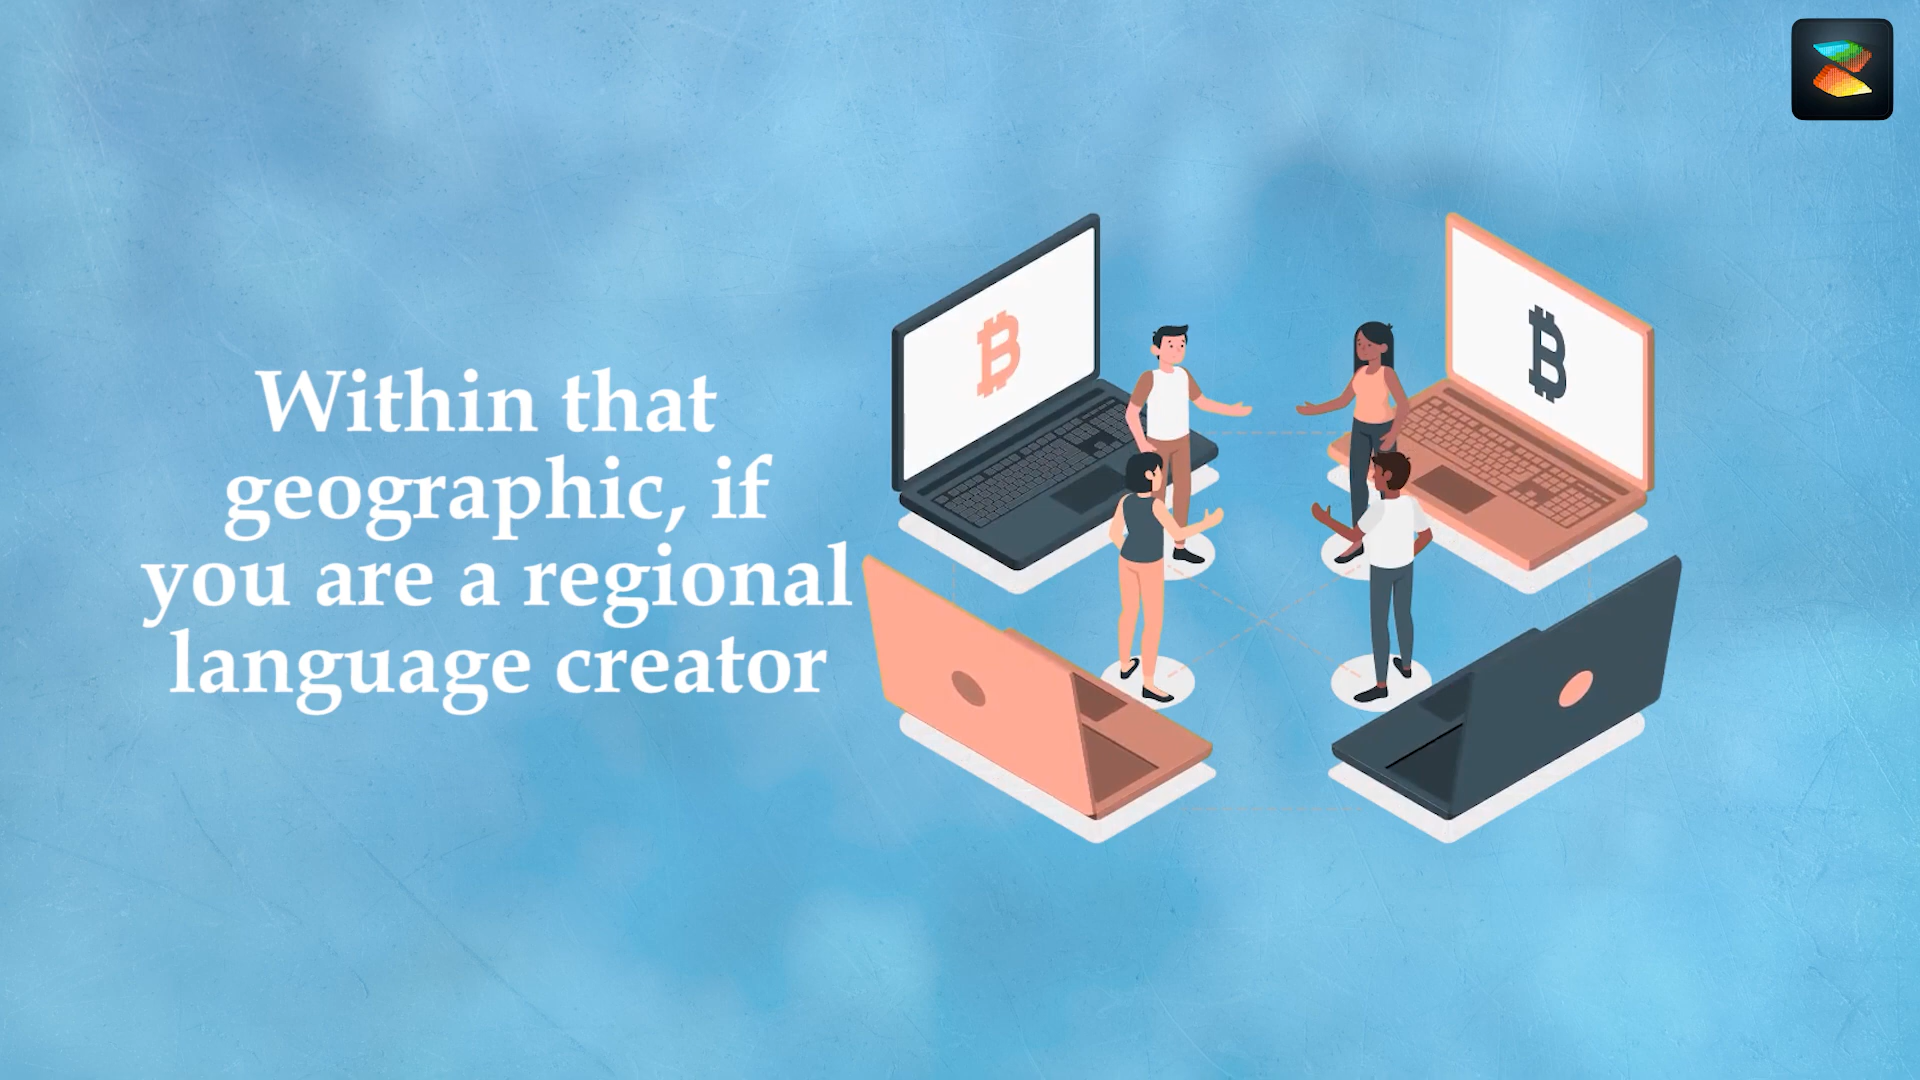 Within that
geographic, if
you are a regional
language creator